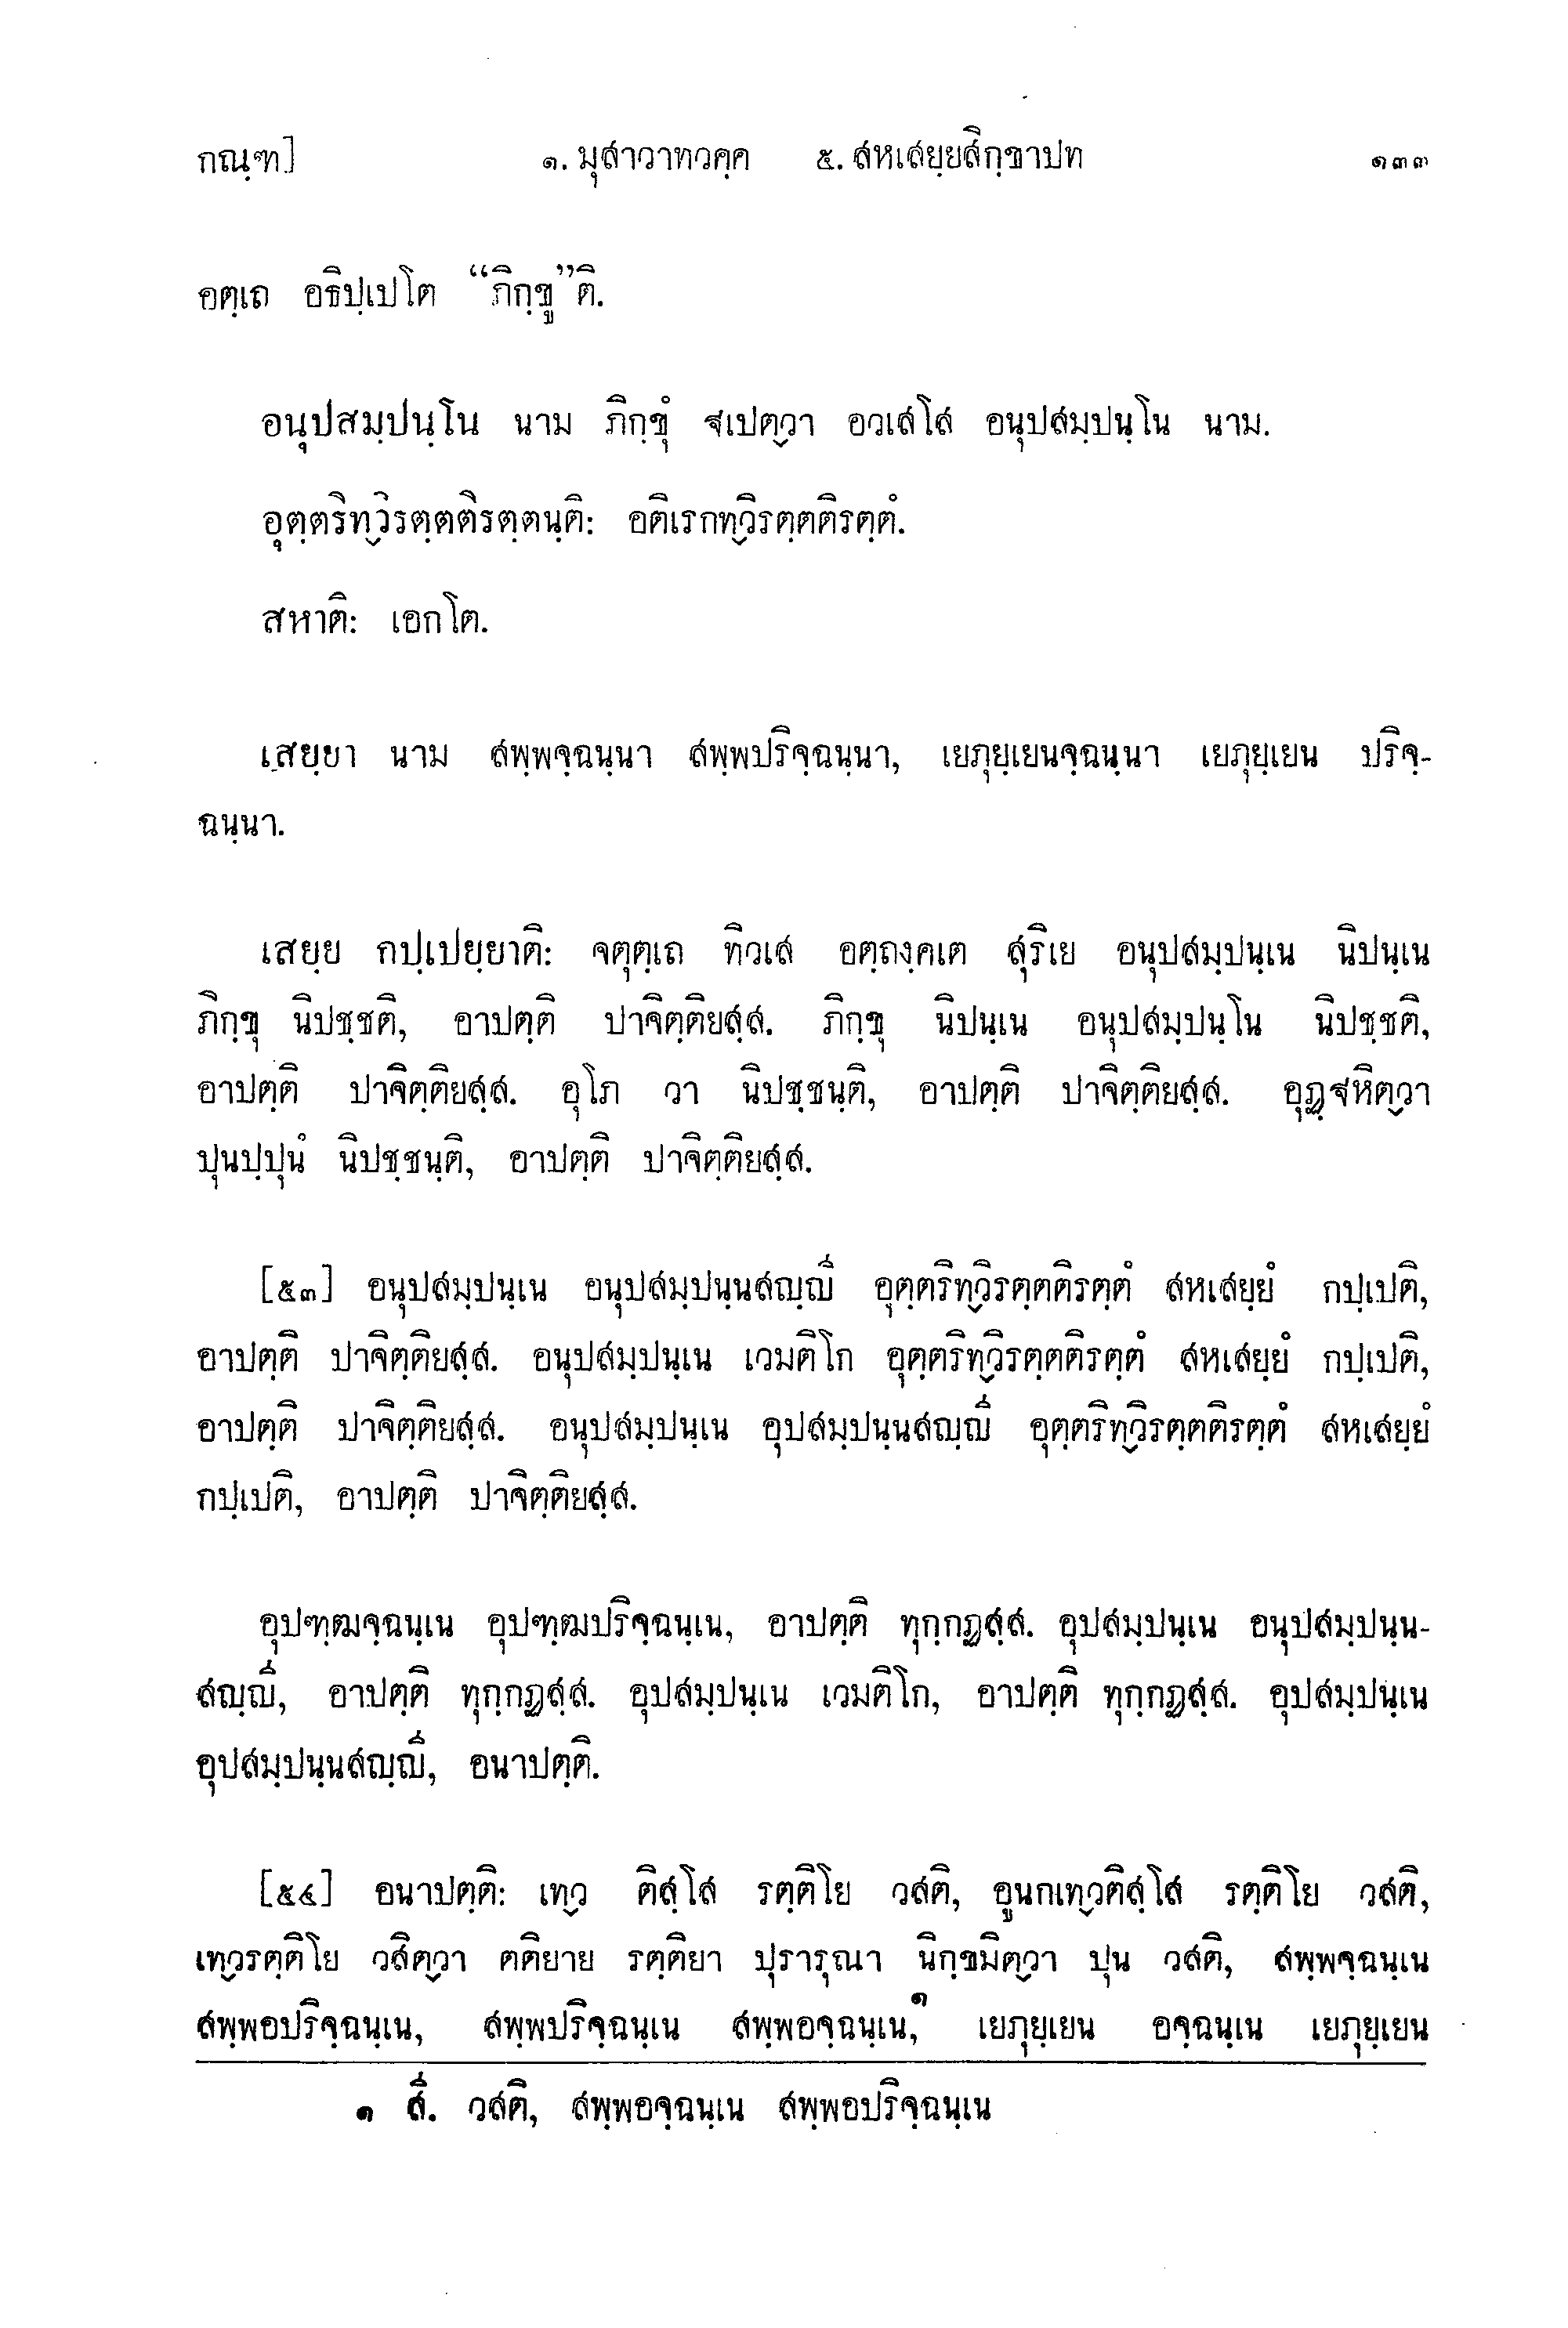 กณฺฑ]	๑. มุสาวาทวคฺค ๕. สหเสยฺยสิกฺขาปท	๑๓๓
อตฺเถ อธิปฺเปโต “ภิกฺขู”ติ.
อนุปสมฺปนฺโน นาม ภิกฺขุํ ฐเปตฺวา อวเสโส อนุปสมฺปนฺโน นาม.
อุตฺตริทฺวิรตฺตติรตฺตนฺติ: อติเรกทฺวิรตฺตติรตฺตํ.
สหาติ: เอกโต.
เสยฺยา นาม สพฺพจฺฉนฺนา สพฺพปริจฺฉนฺนา, เยภุยฺเยนจฺฉนฺนา เยภุยฺเยน ปริจฺ-
ฉนฺนา.
เสยฺย กปฺเปยฺยาติ: จตุตฺเถ ทิวเส อตฺถงฺคเต สุริเย อนุปสมฺปนฺเน นิปนฺเน
ภิกฺขุ นิปชฺชติ, อาปตฺติ ปาจิตฺติยสฺส. ภิกฺขุ นิปนฺเน อนุปสมฺปนฺโน นิปชฺชติ,
อาปตฺติ ปาจิตฺติยสฺส. อุโภ วา นิปชฺชนฺติ, อาปตฺติ ปาจิตฺติยสฺส. อุฏฺฐหิตฺวา
ปุนปฺปุนํ นิปชฺชนฺติ, อาปตฺติ ปาจิตฺติยสฺส.
[๕๓] อนุปสมฺปนฺเน อนุปสมฺปนฺนสญฺญี อุตฺตริทฺวิรตฺตติรตฺตํ สหเสยฺยํ กปฺเปติ,
อาปตฺติ ปาจิตฺติยสฺส. อนุปสมฺปนฺเน เวมติโก อุตฺตริทฺวิรตฺตติรตฺตํ สหเสยฺยํ กปฺเปติ,
อาปตฺติ ปาจิตฺติยสฺส. อนุปสมฺปนฺเน อุปสมฺปนฺนสญฺญี อุตฺตริทฺวิรตฺตติรตฺตํ สหเสยฺยํ
กปฺเปติ, อาปตฺติ ปาจิตฺติยสฺส.
อุปฑฺฒจฺฉนฺเน อุปฑฺฒปริจฺฉนฺเน, อาปตฺติ ทุกฺกฏสฺส. อุปสมฺปนฺเน อนุปสมฺปนฺน-
สญฺญี, อาปตฺติ ทุกฺกฏสฺส. อุปสมฺปนฺเน เวมติโก, อาปตฺติ ทุกฺกฏสฺส. อุปสมฺปนฺเน
อุปสมฺปนฺนสญฺญี, อนาปตฺติ.
[๕๔] อนาปตฺติ: เทฺว ติสฺโส รตฺติโย วสติ, อูนกเทฺวติสฺโส รตฺติโย วสติ,
เทฺวรตฺติโย วสิตฺวา ตติยาย รตฺติยา ปุรารุณา นิกฺขมิตฺวา ปุน วสติ, สพฺพจฺฉนฺเน
สพฺพอปริจฺฉนฺเน, สพฺพปริจฺฉนฺเน สพฺพอจฺฉนฺเน,๑ เยภุยฺเยน อจฺฉนฺเน เยภุยฺเยน
๑ สี. วสติ, สพฺพอจฺฉนฺเน สพฺพอปริจฺฉนฺเน